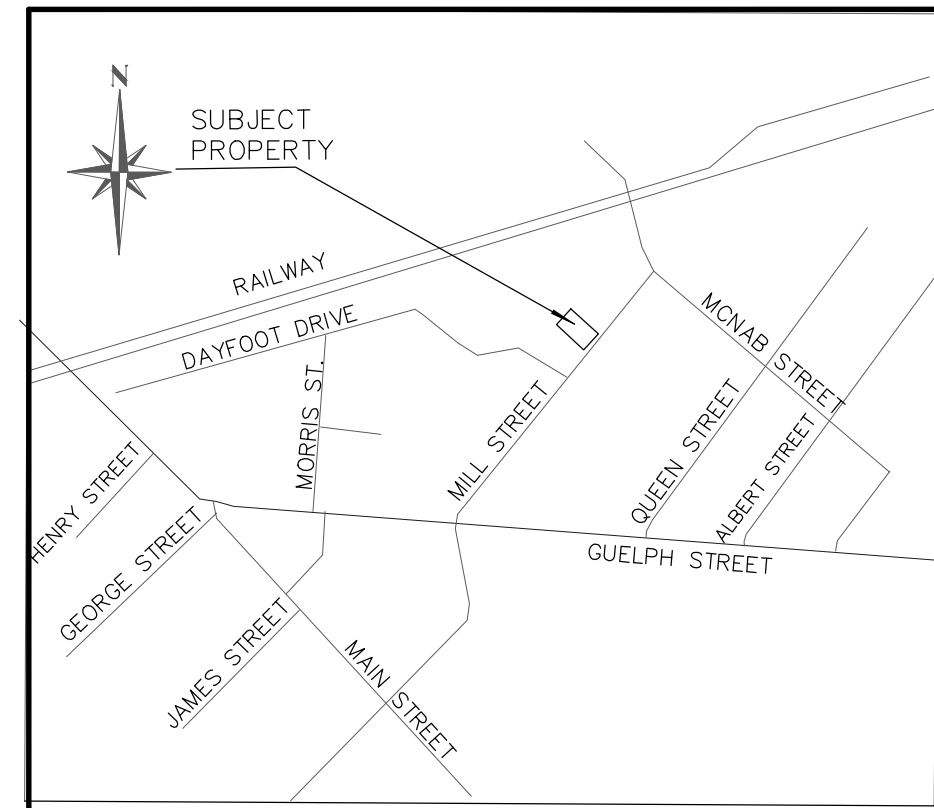 N
SUBJECT
PROPERTY
RAILWAY
DAYFOOT DRIVE
MORRIS ST.
MCNAB STREET
MILL STREET
QUEEN STREET
ALBERT STREET
HENRY STREET
GEORGE STREET
GUELPH STREET
JAMES STREET
MAIN STREET